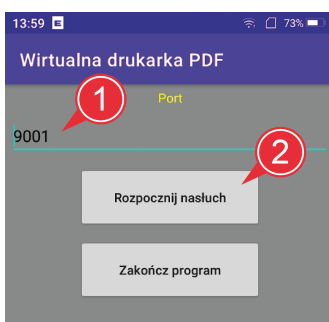 13:59 E 73%
Wirtualna drukarka PDF
1
Port
9001
2
Rozpocznij nasłuch
Zakończ program